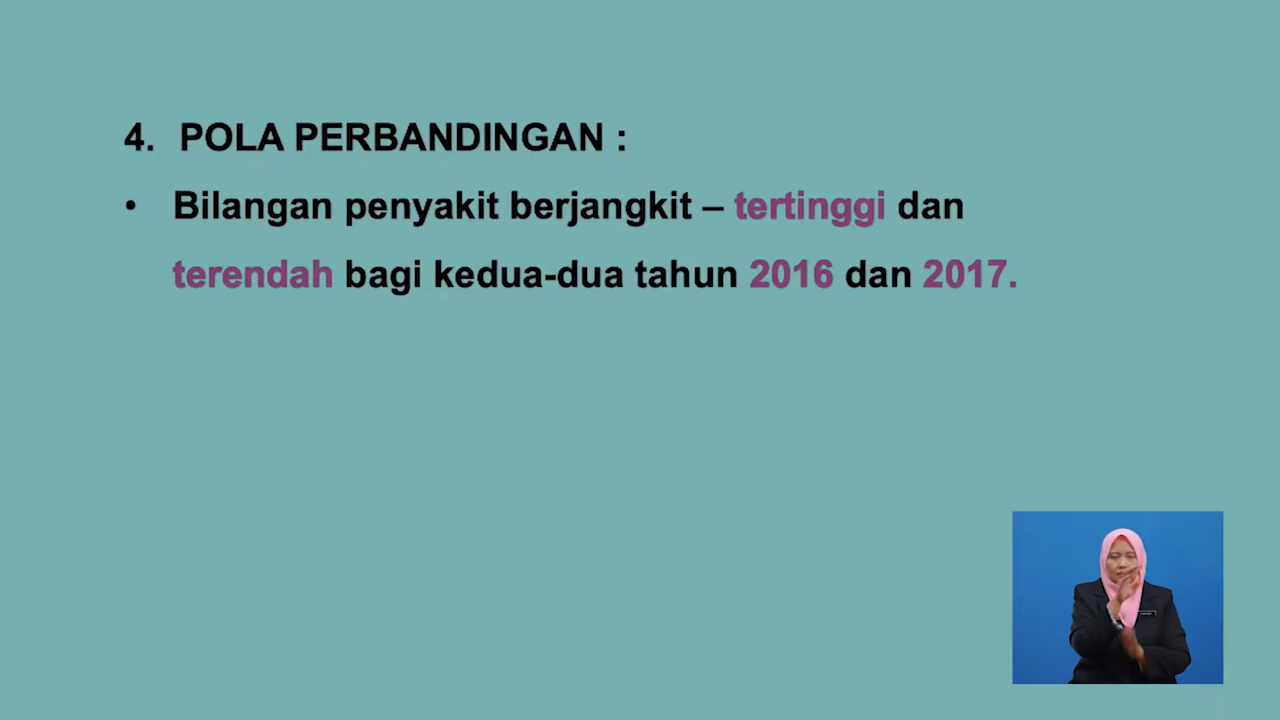 4. POLA PERBANDINGAN :
• Bilangan penyakit berjangkit – tertinggi dan
terendah bagi kedua-dua tahun 2016 dan 2017.